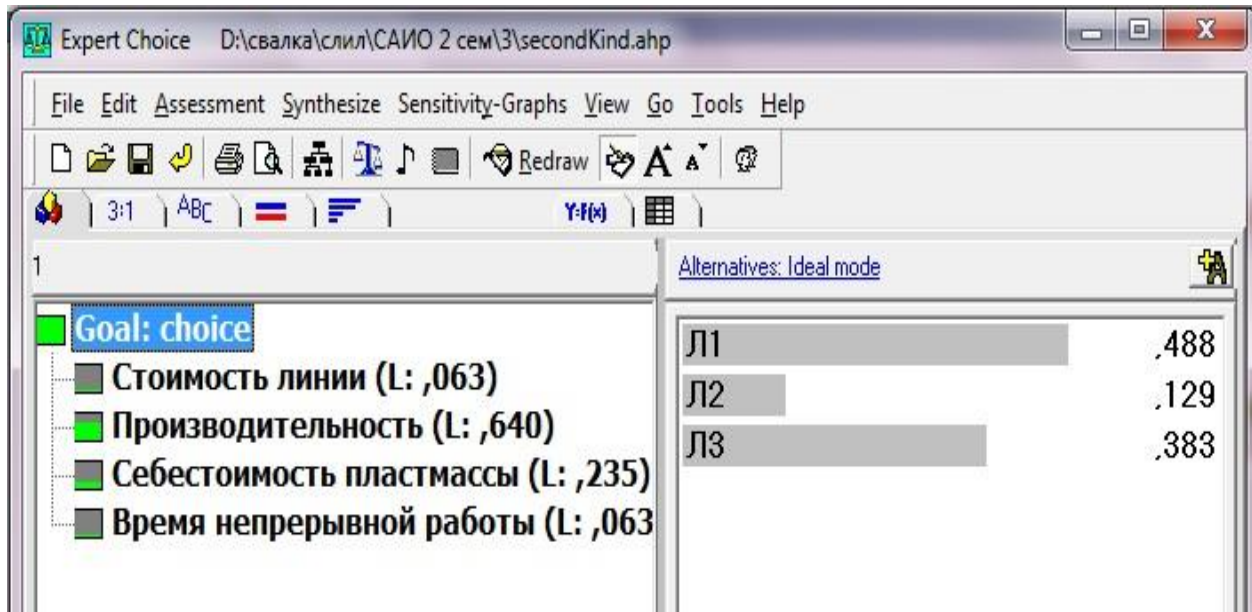 Expert Choice D:\свалка\слил\САИО 2 сем\3\secondKind.ahp
File Edit Assessment Synthesize Sensitivity-Graphs View Go Tools Help
Redraw A A
3:1 ABC Y=F(x)
1
Alternatives: Ideal mode
Goal: choice
Стоимость линии (L: ,063)
Производительность (L: ,640)
Себестоимость пластмассы (L: ,235)
Время непрерывной работы (L: ,063
Л1 ,488
Л2 ,129
Л3 ,383